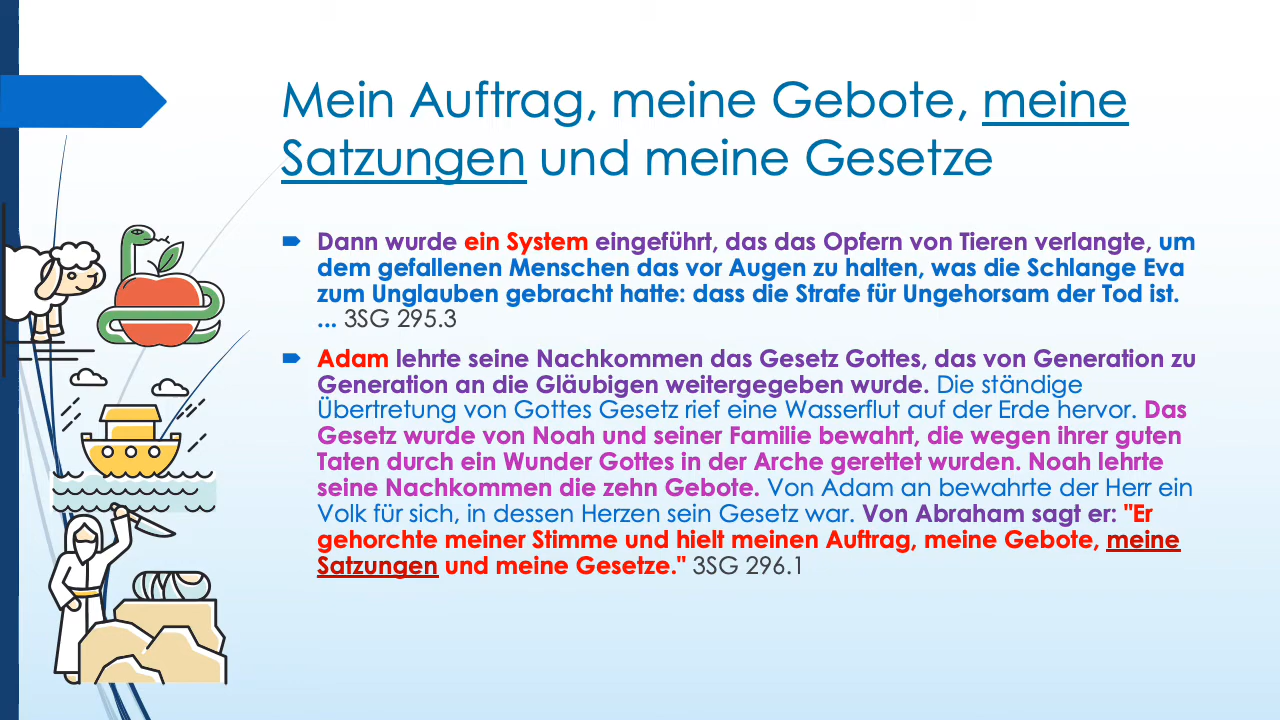 Mein Auftrag, meine Gebote, meine
Satzungen und meine Gesetze
Dann wurde ein System eingeführt, das das Opfern von Tieren verlangte, um
dem gefallenen Menschen das vor Augen zu halten, was die Schlange Eva
zum Unglauben gebracht hatte: dass die Strafe für Ungehorsam der Tod ist.
... 3SG 295.3
Adam lehrte seine Nachkommen das Gesetz Gottes, das von Generation zu
Generation an die Gläubigen weitergegeben wurde. Die ständige
Übertretung von Gottes Gesetz rief eine Wasserflut auf der Erde hervor. Das
Gesetz wurde von Noah und seiner Familie bewahrt, die wegen ihrer guten
Taten durch ein Wunder Gottes in der Arche gerettet wurden. Noah lehrte
seine Nachkommen die zehn Gebote. Von Adam an bewahrte der Herr ein
Volk für sich, in dessen Herzen sein Gesetz war. Von Abraham sagt er: "Er
gehorchte meiner Stimme und hielt meinen Auftrag, meine Gebote, meine
Satzungen und meine Gesetze." 3SG 296.1